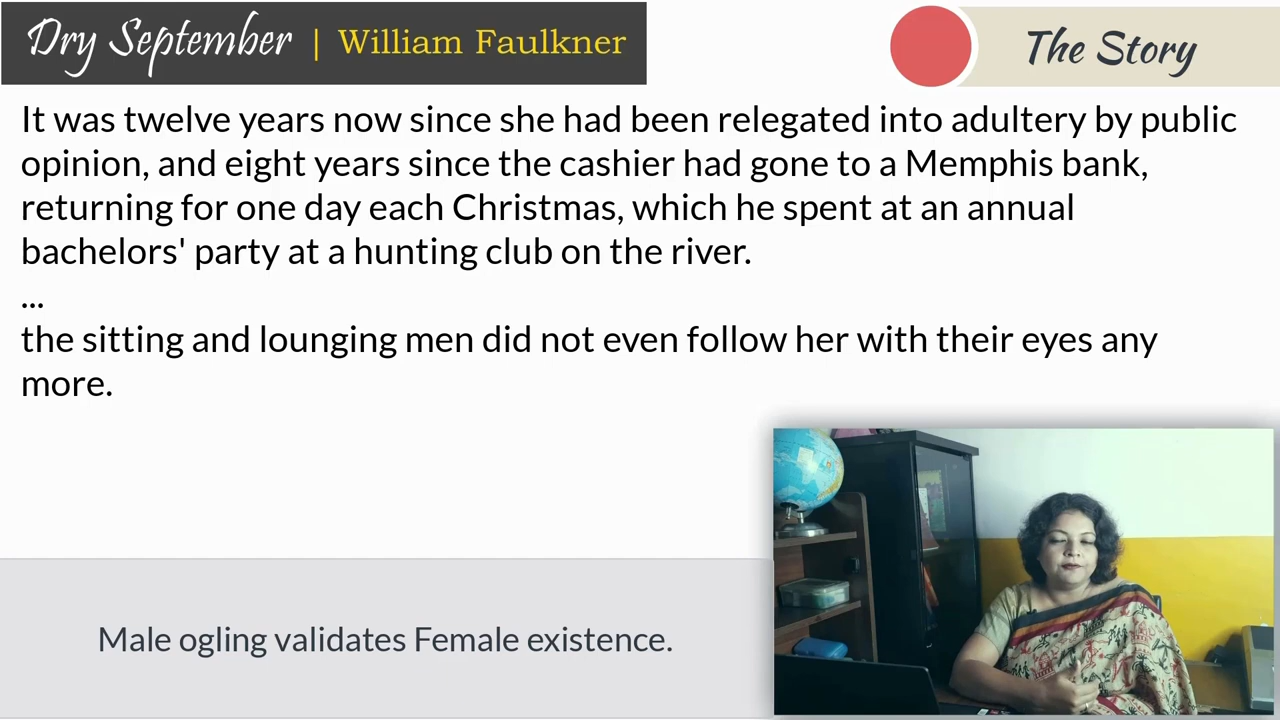 Dry September | William Faulkner
The Story
It was twelve years now since she had been relegated into adultery by public
opinion, and eight years since the cashier had gone to a Memphis bank,
returning for one day each Christmas, which he spent at an annual
bachelors' party at a hunting club on the river.
...
the sitting and lounging men did not even follow her with their eyes any
more.
Male ogling validates Female existence.